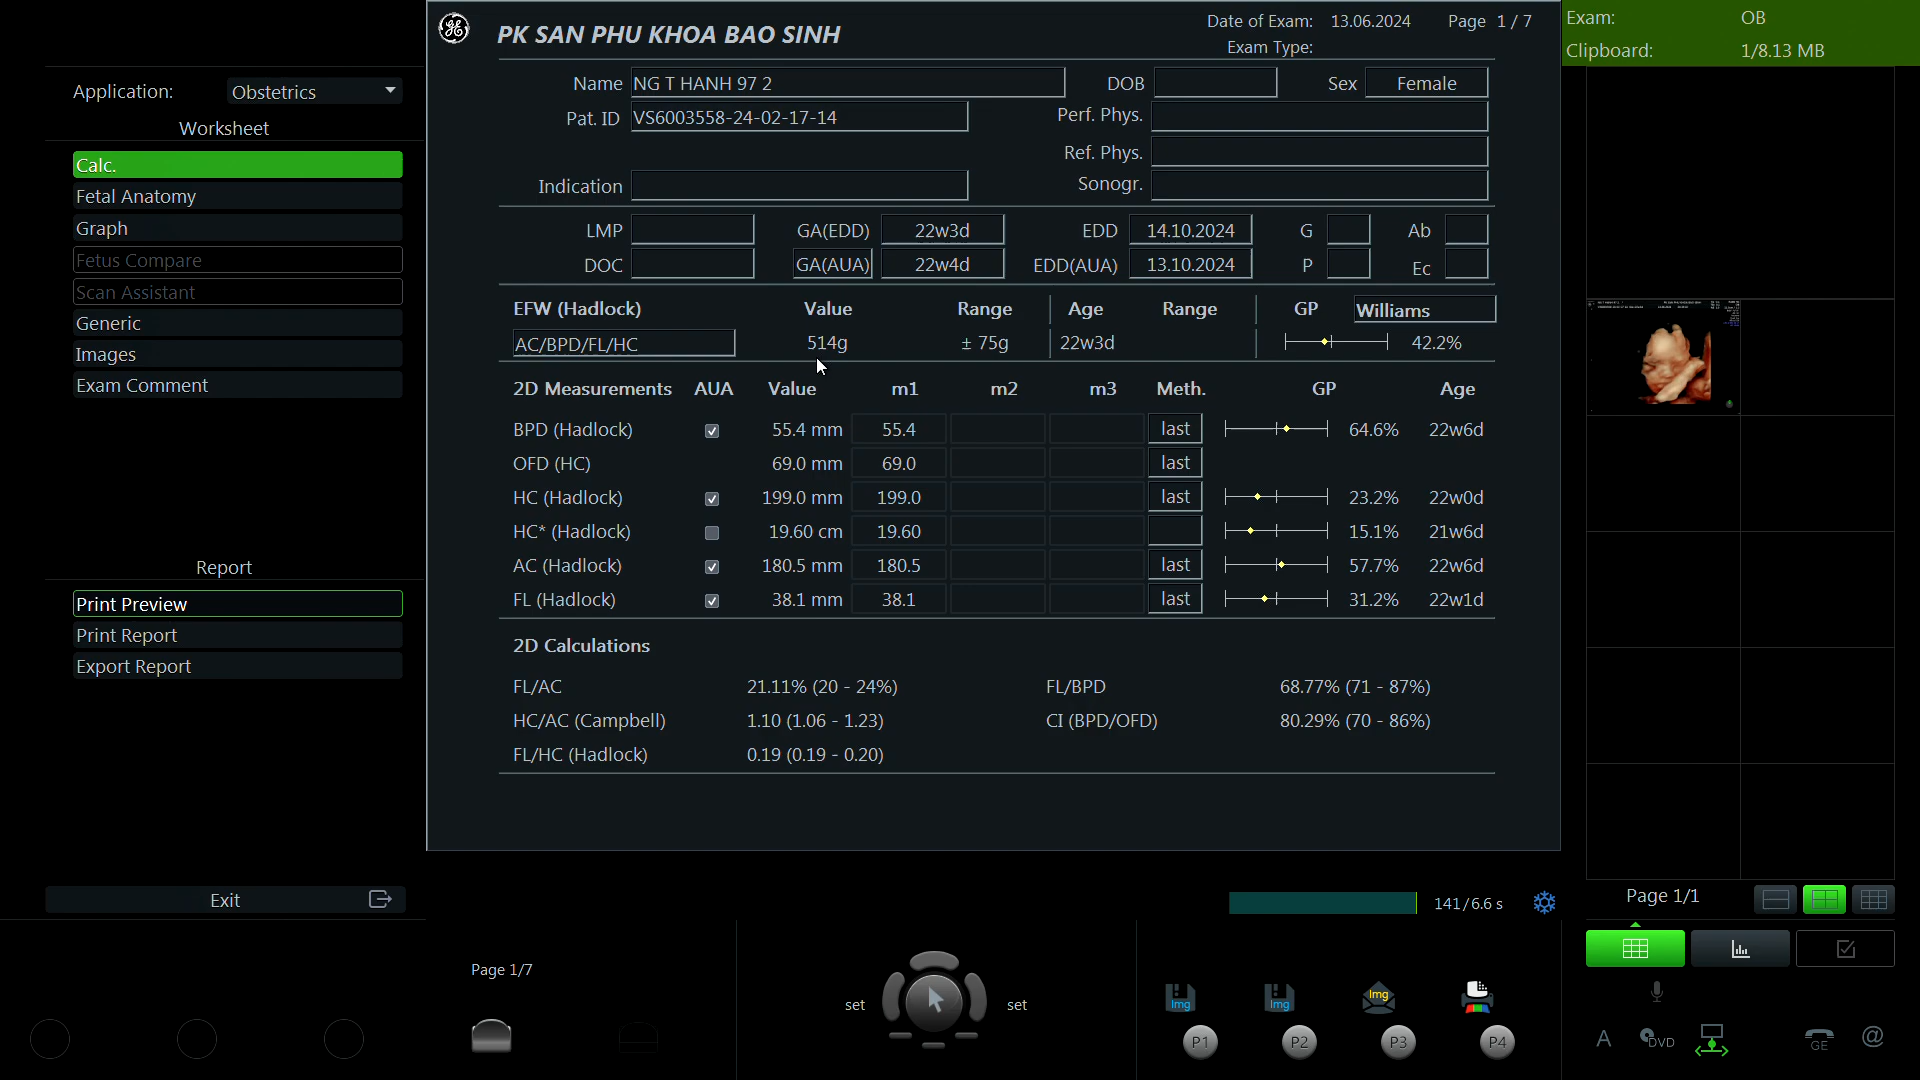 PK SAN PHU KHOA BAO SINH
Date of Exam: 13.06.2024 Page 1 / 7
Exam Type:
Exam: OB
Clipboard: 1/8.13 MB
Application: Obstetrics
Worksheet
Calc.
Fetal Anatomy
Graph
Fetus Compare
Scan Assistant
Generic
Images
Exam Comment
Report
Print Preview
Print Report
Export Report
Exit
Name NG T HANH 97 2 DOB Sex Female
Pat. ID VS6003558-24-02-17-14 Perf. Phys.
Ref. Phys.
Indication Sonogr.
LMP GA(EDD) 22w3d EDD 14.10.2024 G Ab
DOC GA(AUA) 22w4d EDD(AUA) 13.10.2024 P Ec
EFW (Hadlock) Value Range Age Range GP Williams
AC/BPD/FL/HC 514g ± 75g 22w3d 42.2%
2D Measurements AUA Value m1 m2 m3 Meth. GP Age
BPD (Hadlock) 55.4 mm 55.4 last 64.6% 22w6d
OFD (HC) 69.0 mm 69.0 last
HC (Hadlock) 199.0 mm 199.0 last 23.2% 22w0d
HC* (Hadlock) 19.60 cm 19.60 15.1% 21w6d
AC (Hadlock) 180.5 mm 180.5 last 57.7% 22w6d
FL (Hadlock) 38.1 mm 38.1 last 31.2% 22w1d
2D Calculations
FL/AC 21.11% (20 - 24%) FL/BPD 68.77% (71 - 87%)
HC/AC (Campbell) 1.10 (1.06 - 1.23) CI (BPD/OFD) 80.29% (70 - 86%)
FL/HC (Hadlock) 0.19 (0.19 - 0.20)
141/6.6 s
Page 1/1
Page 1/7
set set
Img Img Img
P1 P2 P3 P4
A DVD GE @